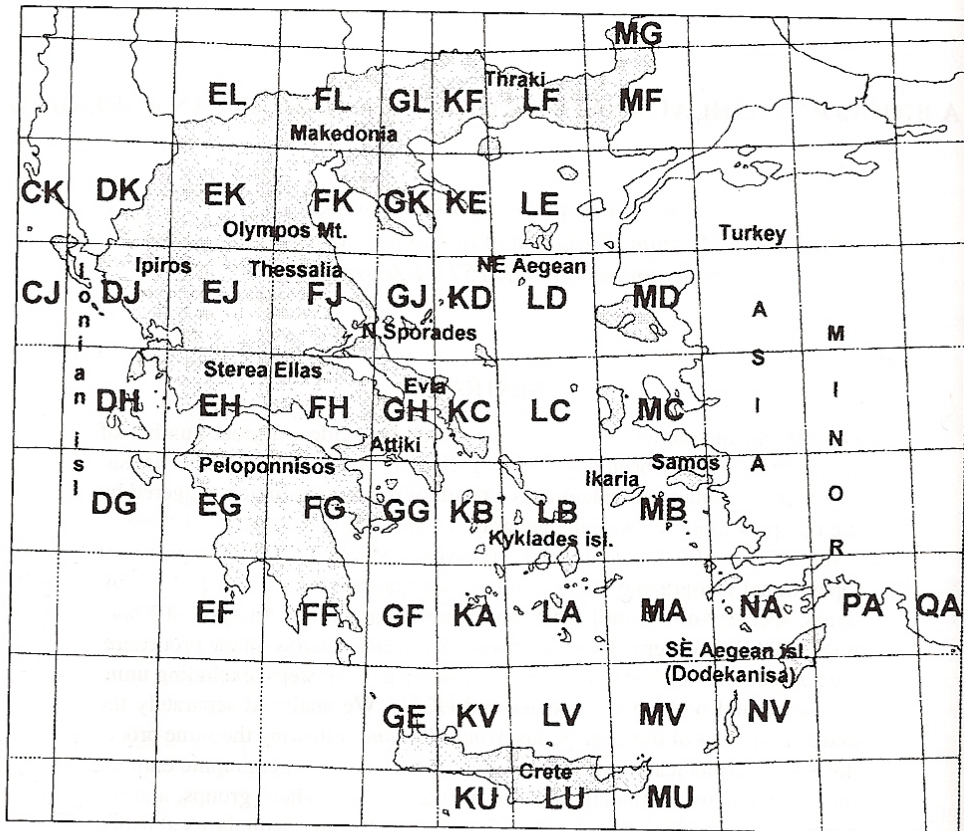 MG
Thraki
EL FL GL KF LF MF
Makedonia
CK DK EK FK GK KE LE
Olympos Mt.
Turkey
Ipiros Thessalia NE Aegean
CJ DJ EJ FJ GJ KD LD MD
N.Sporades
Ionian isl
ASIA
MINOR
Sterea Ellas
Evia
DH EH FH GH KC LC MC
Attiki
Peloponnisos
Samos
Ikaria
DG EG FG GG KB LB MB
Kyklades isl.
EF FF GF KA LA MA NA PA QA
SE Aegean isl.
(Dodekanisa)
GE KV LV MV NV
Crete
KU LU MU